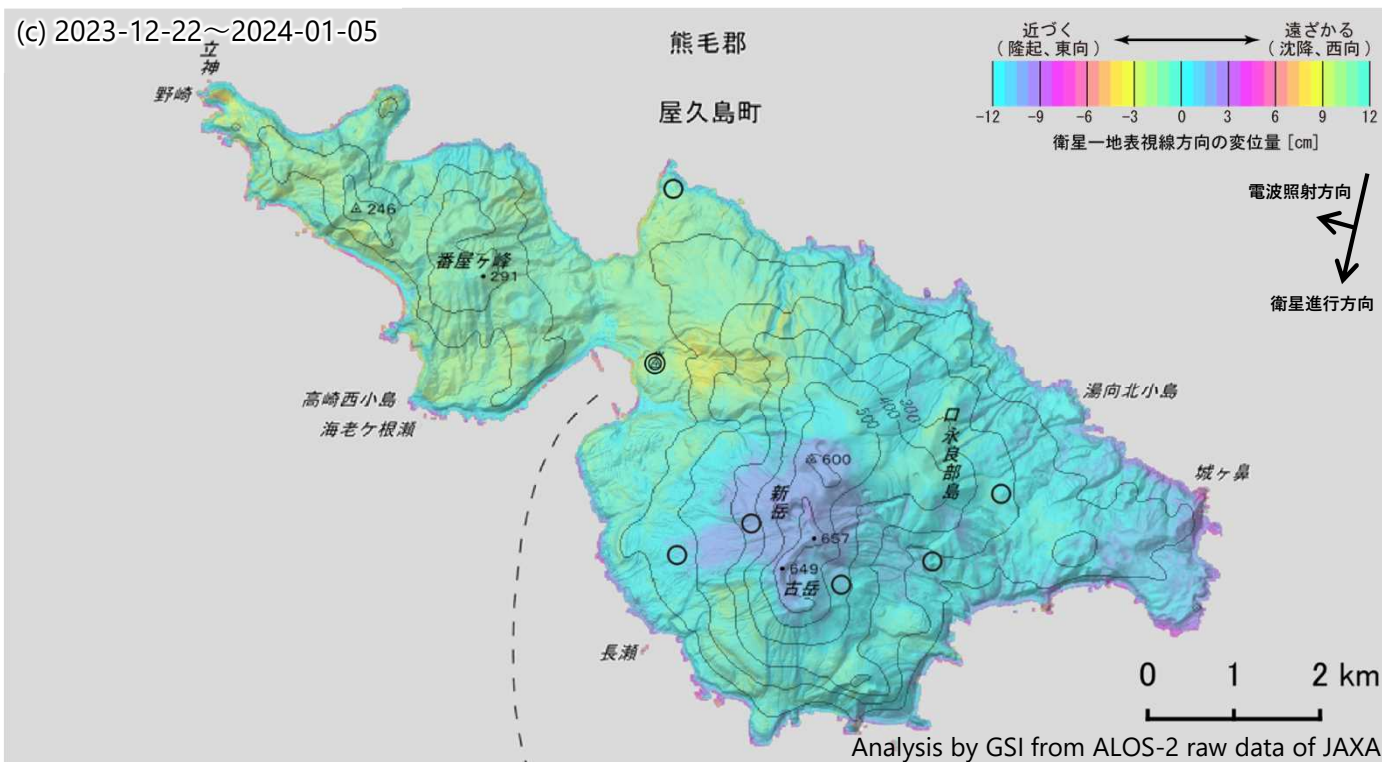 (c) 2023-12-22～2024-01-05
熊毛郡
屋久島町
近づく
（隆起、東向）
遠ざかる
（沈降、西向）
-12 -9 -6 -3 0 3 6 9 12
衛星―地表視線方向の変位量 [cm]
電波照射方向
衛星進行方向
立神
野崎
246
番屋ヶ峰
291
高崎西小島
海老ケ根瀬
湯向北小島
300
400
500
口永良部島
600
城ヶ鼻
新岳
657
649
古岳
長瀬
0 1 2 km
Analysis by GSI from ALOS-2 raw data of JAXA